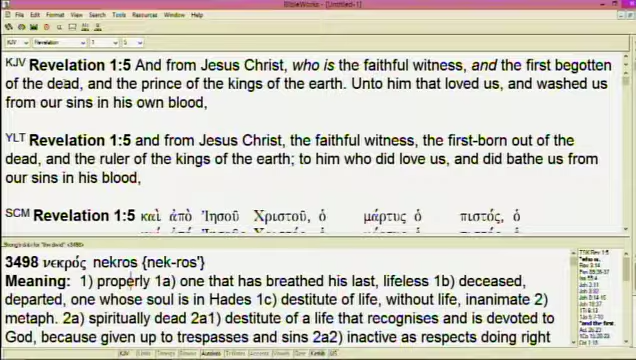 BibleWorks - [Untitled-1]
File Edit Format View Search Tools Resources Window Help
KJV Revelation 1 5
KJV Revelation 1:5 And from Jesus Christ, who is the faithful witness, and the first begotten
of the dead, and the prince of the kings of the earth. Unto him that loved us, and washed us
from our sins in his own blood,
YLT Revelation 1:5 and from Jesus Christ, the faithful witness, the first-born out of the
dead, and the ruler of the kings of the earth; to him who did love us, and did bathe us from
our sins in his blood,
SCM Revelation 1:5 καὶ ἀπὸ Ἰησοῦ Χριστοῦ, ὁ μάρτυς ὁ πιστός, ὁ
3498 νεκρός nekros {nek-ros'}
Meaning: 1) properly 1a) one that has breathed his last, lifeless 1b) deceased,
departed, one whose soul is in Hades 1c) destitute of life, without life, inanimate 2)
metaph. 2a) spiritually dead 2a1) destitute of a life that recognises and is devoted to
God, because given up to trespasses and sins 2a2) inactive as respects doing right